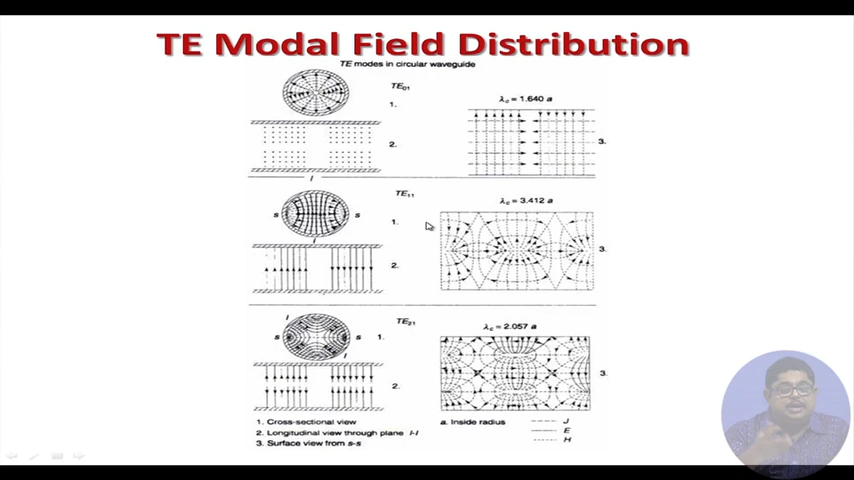 TE Modal Field Distribution
TE modes in circular waveguide
TE01
1.
2.
l
λc = 1.640 a
3.
TE11
s s
1.
l
2.
λc = 3.412 a
3.
l
TE21
s s
1.
l
2.
λc = 2.057 a
3.
1. Cross-sectional view
2. Longitudinal view through plane l-l
3. Surface view from s-s
a. Inside radius
J
E
H